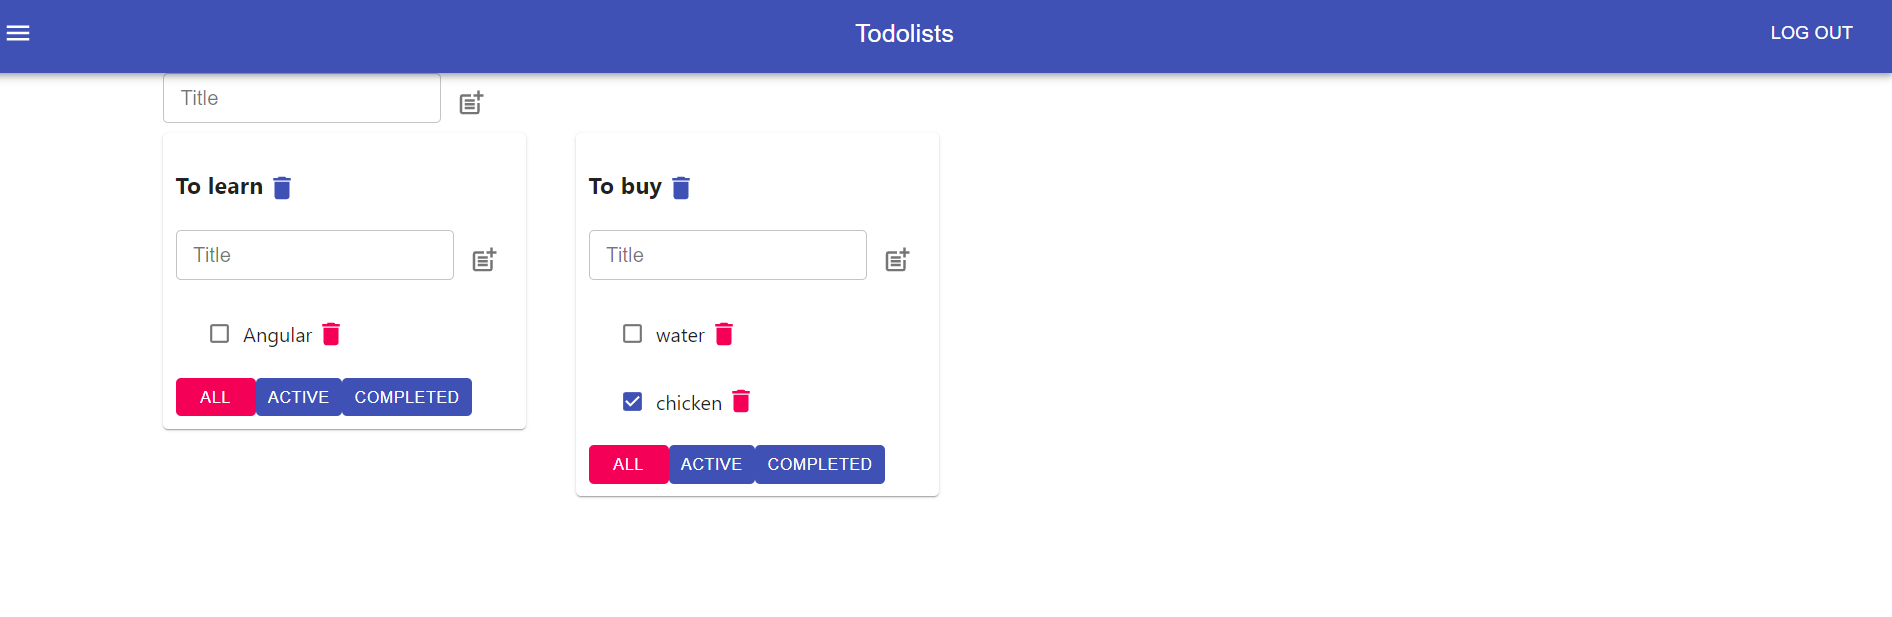 Todolists
LOG OUT
Title
To learn
Title
Angular
ALL ACTIVE COMPLETED
To buy
Title
water
chicken
ALL ACTIVE COMPLETED